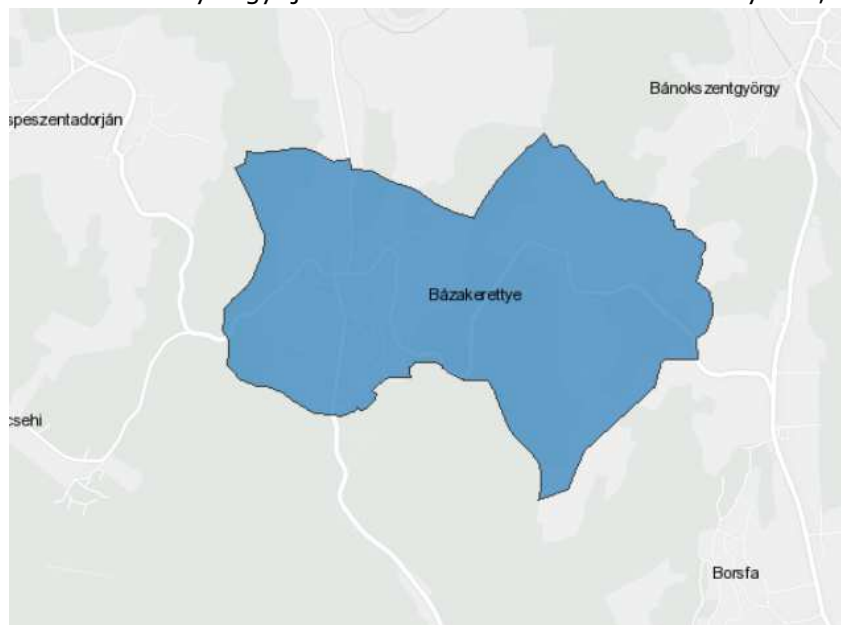 Bánokszentgyörgy
speszentadorján
Bázakerettye
csehi
Borsfa